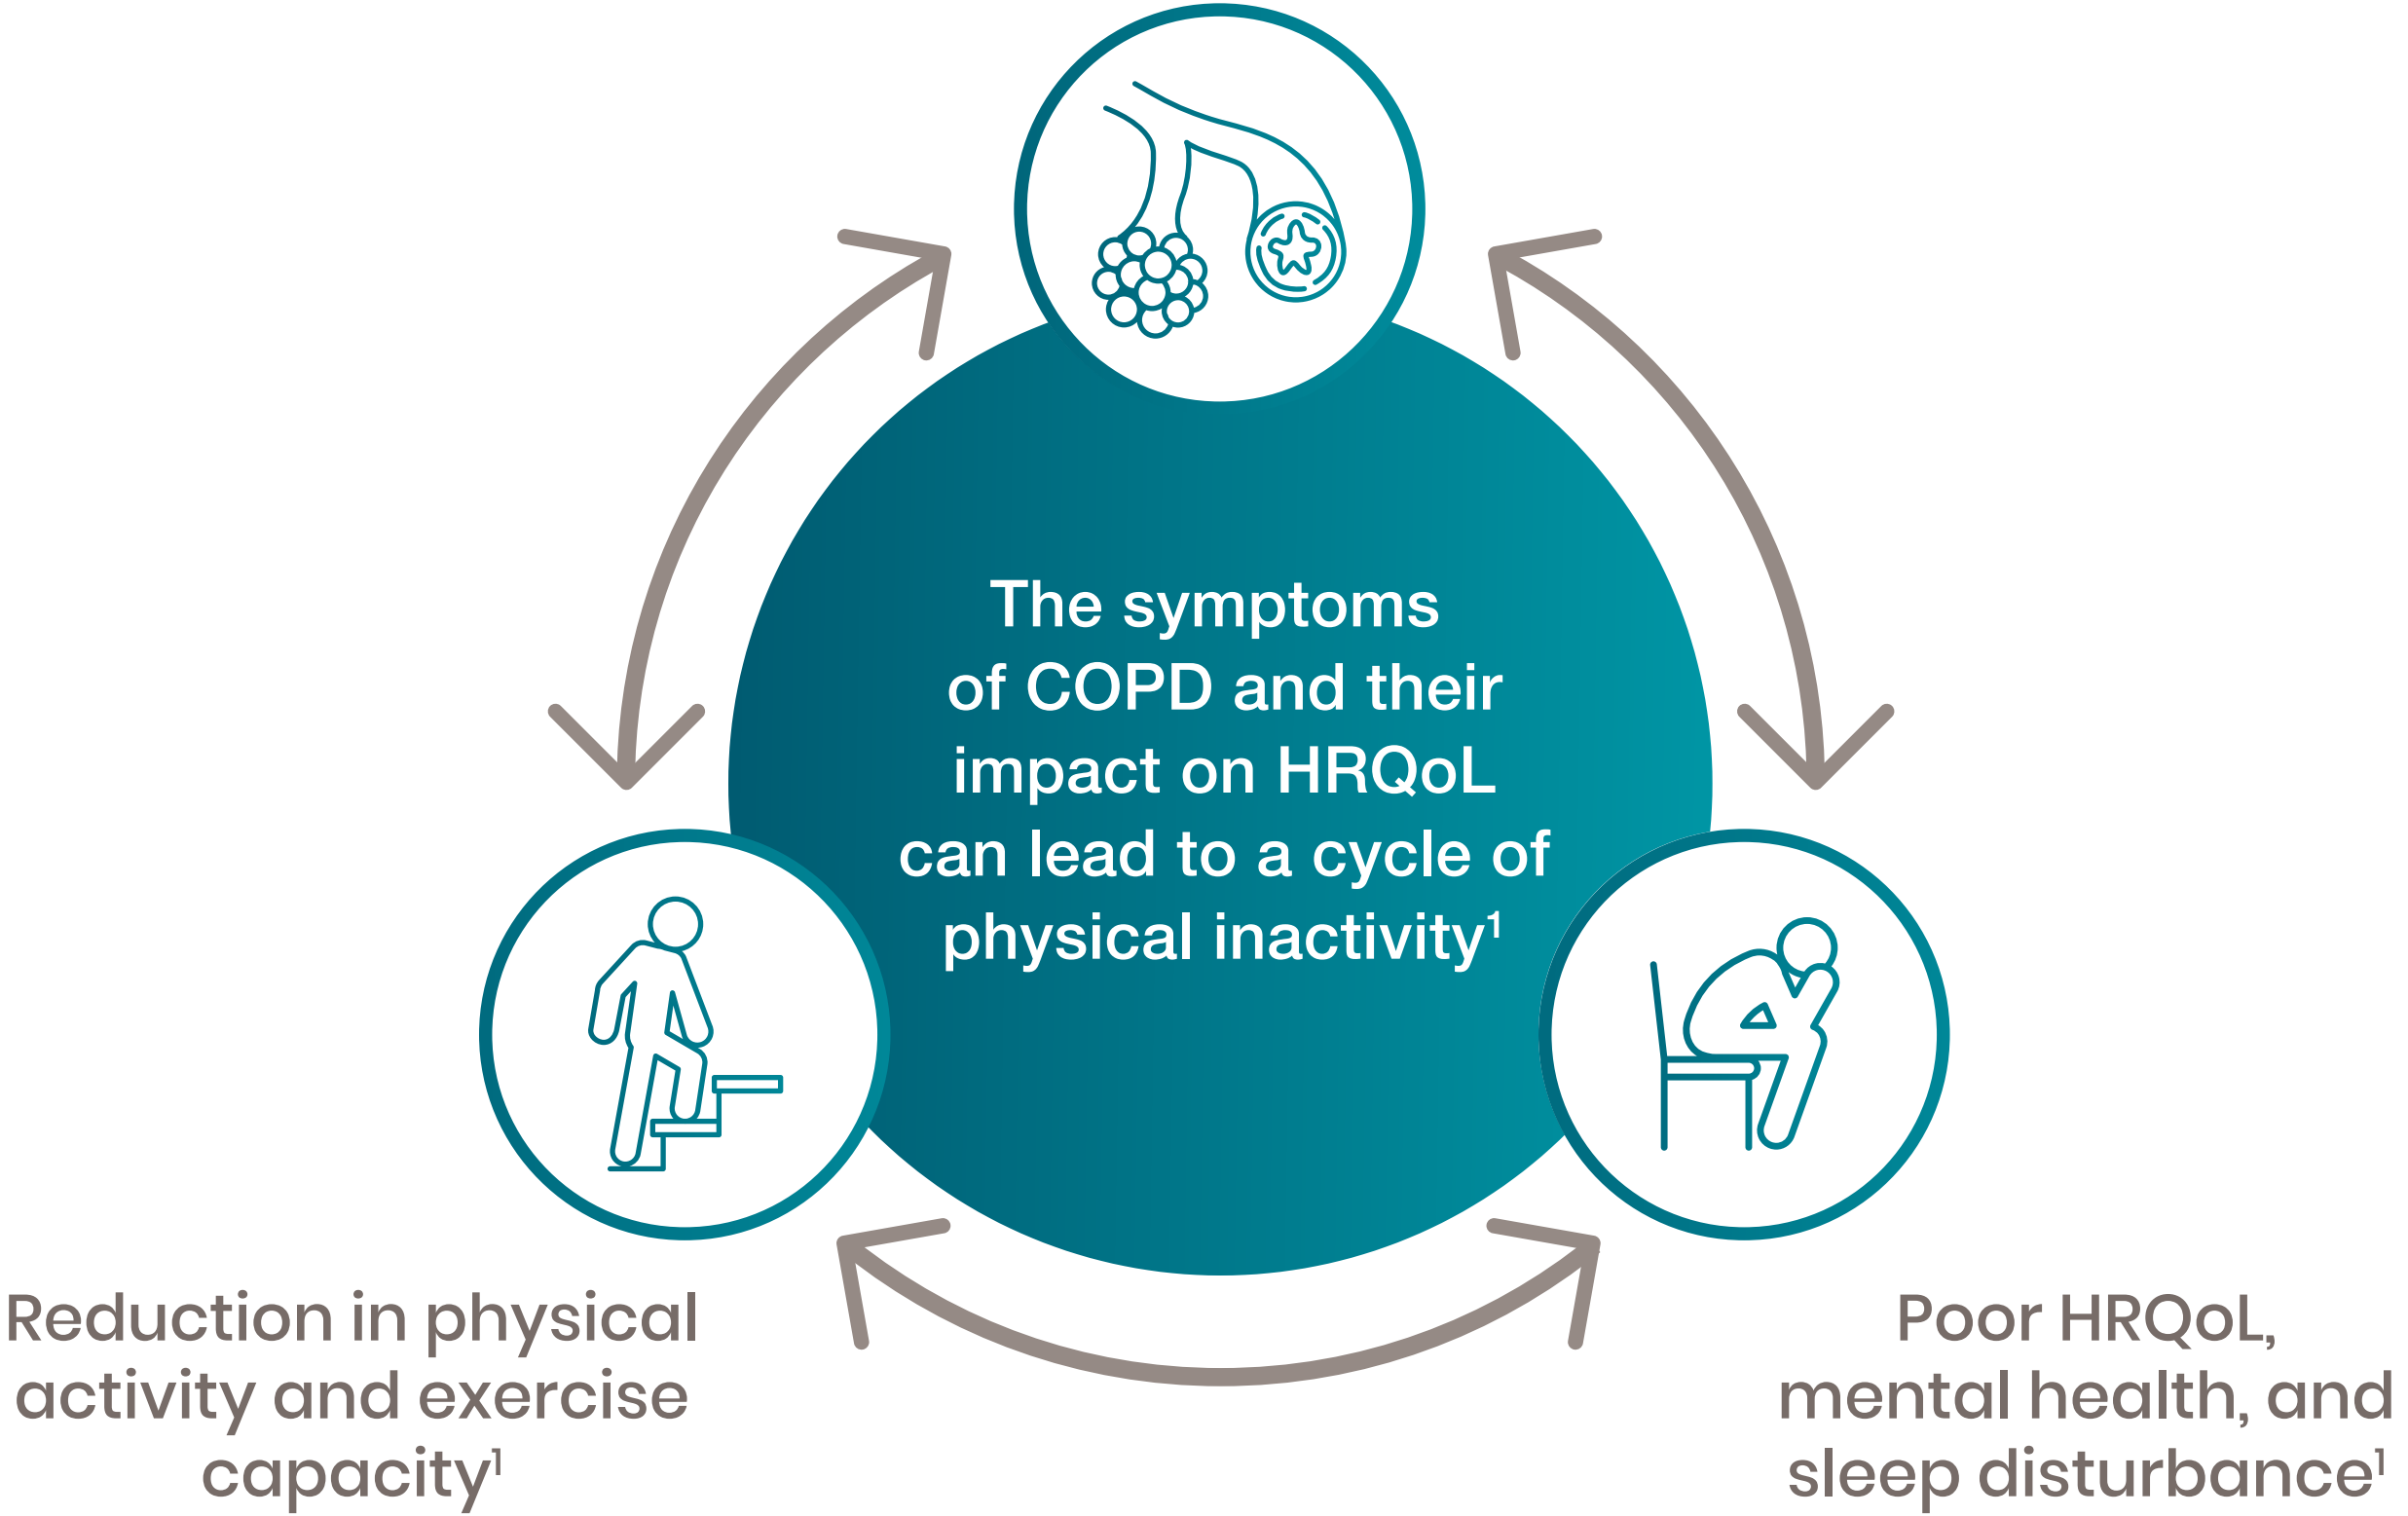 The symptoms
of COPD and their
impact on HRQoL
can lead to a cycle of
physical inactivity¹
Reduction in physical
activity and exercise
capacity¹
Poor HRQoL,
mental health, and
sleep disturbance¹